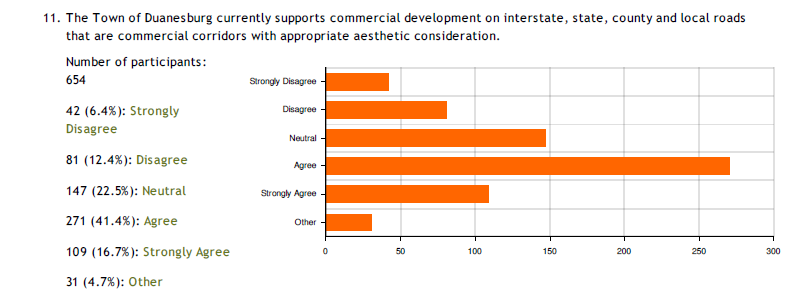 11. The Town of Duanesburg currently supports commercial development on interstate, state, county and local roads
that are commercial corridors with appropriate aesthetic consideration.
Number of participants:
654
42 (6.4%): Strongly
Disagree
81 (12.4%): Disagree
147 (22.5%): Neutral
271 (41.4%): Agree
109 (16.7%): Strongly Agree
31 (4.7%): Other
Strongly Disagree
Disagree
Neutral
Agree
Strongly Agree
Other
0 50 100 150 200 250 300